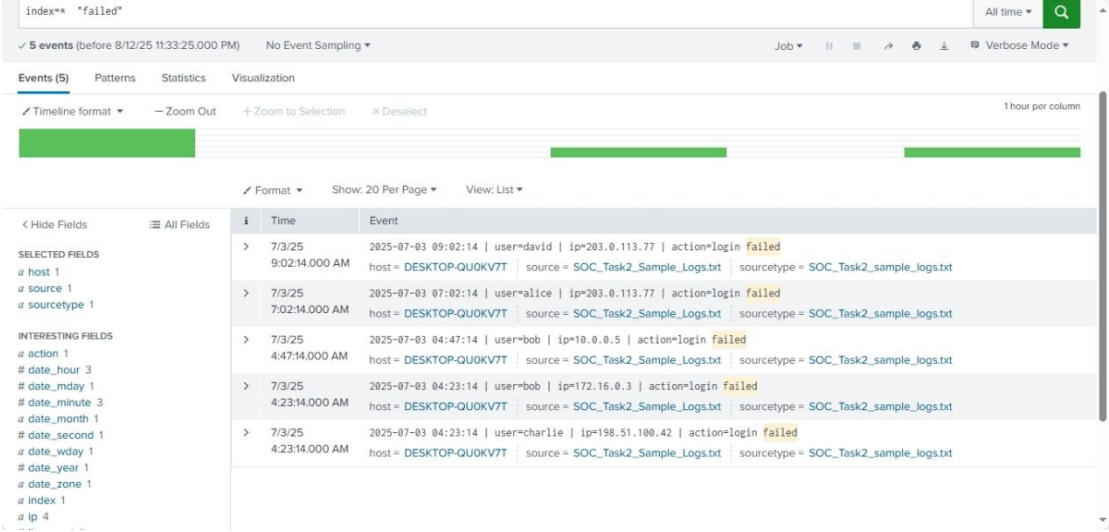 index=* "failed"
All time
5 events (before 8/12/25 11:33:25.000 PM)
No Event Sampling
Job
Verbose Mode
Events (5)
Patterns
Statistics
Visualization
Timeline format
— Zoom Out
+ Zoom to Selection
× Deselect
1 hour per column
Format
Show: 20 Per Page
View: List
< Hide Fields
All Fields
i
Time
Event
SELECTED FIELDS
a host 1
a source 1
a sourcetype 1
INTERESTING FIELDS
a action 1
# date_hour 3
# date_mday 1
# date_minute 3
a date_month 1
# date_second 1
a date_wday 1
# date_year 1
a date_zone 1
a index 1
a ip 4
> 7/3/25
9:02:14.000 AM
2025-07-03 09:02:14 | user=david | ip=203.0.113.77 | action=login failed
host = DESKTOP-QU0KV7T source = SOC_Task2_Sample_Logs.txt sourcetype = SOC_Task2_sample_logs.txt
> 7/3/25
7:02:14.000 AM
2025-07-03 07:02:14 | user=alice | ip=203.0.113.77 | action=login failed
host = DESKTOP-QU0KV7T source = SOC_Task2_Sample_Logs.txt sourcetype = SOC_Task2_sample_logs.txt
> 7/3/25
4:47:14.000 AM
2025-07-03 04:47:14 | user=bob | ip=10.0.0.5 | action=login failed
host = DESKTOP-QU0KV7T source = SOC_Task2_Sample_Logs.txt sourcetype = SOC_Task2_sample_logs.txt
> 7/3/25
4:23:14.000 AM
2025-07-03 04:23:14 | user=bob | ip=172.16.0.3 | action=login failed
host = DESKTOP-QU0KV7T source = SOC_Task2_Sample_Logs.txt sourcetype = SOC_Task2_sample_logs.txt
> 7/3/25
4:23:14.000 AM
2025-07-03 04:23:14 | user=charlie | ip=198.51.100.42 | action=login failed
host = DESKTOP-QU0KV7T source = SOC_Task2_Sample_Logs.txt sourcetype = SOC_Task2_sample_logs.txt